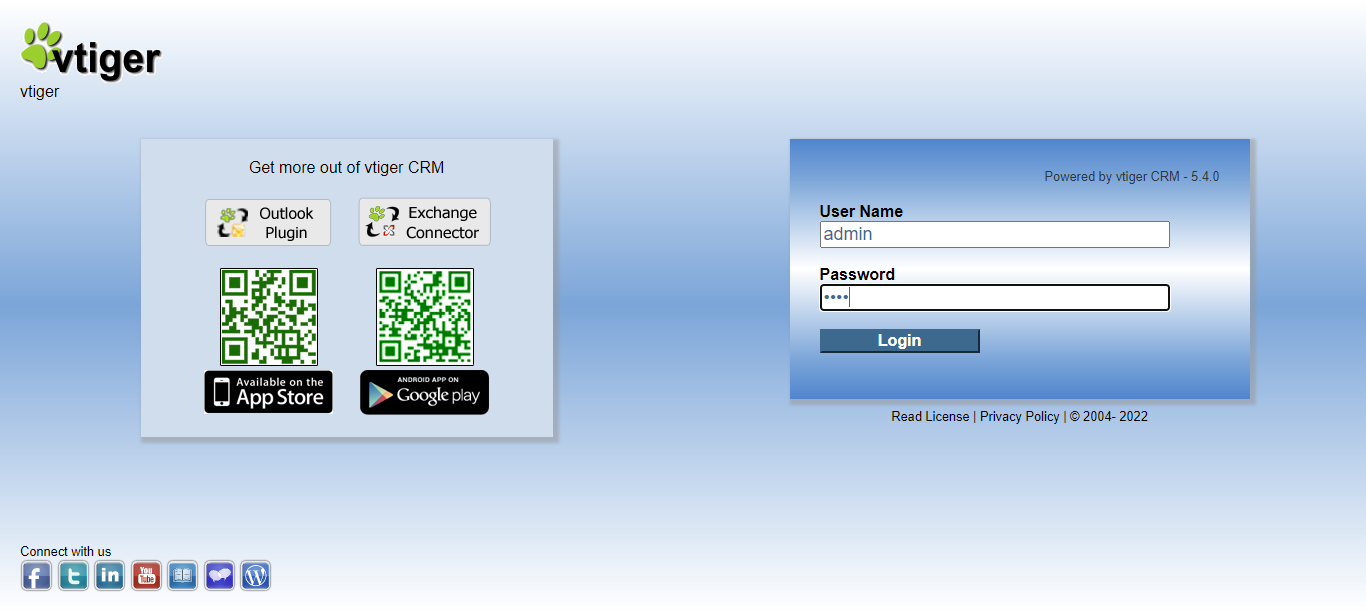 vtiger
vtiger
Get more out of vtiger CRM
Outlook
Plugin
Exchange
Connector
Available on the
App Store
ANDROID APP ON
Google play
Powered by vtiger CRM - 5.4.0
User Name
admin
Password
••••
Login
Read License | Privacy Policy | © 2004- 2022
Connect with us
f
t
in
You
Tube
W